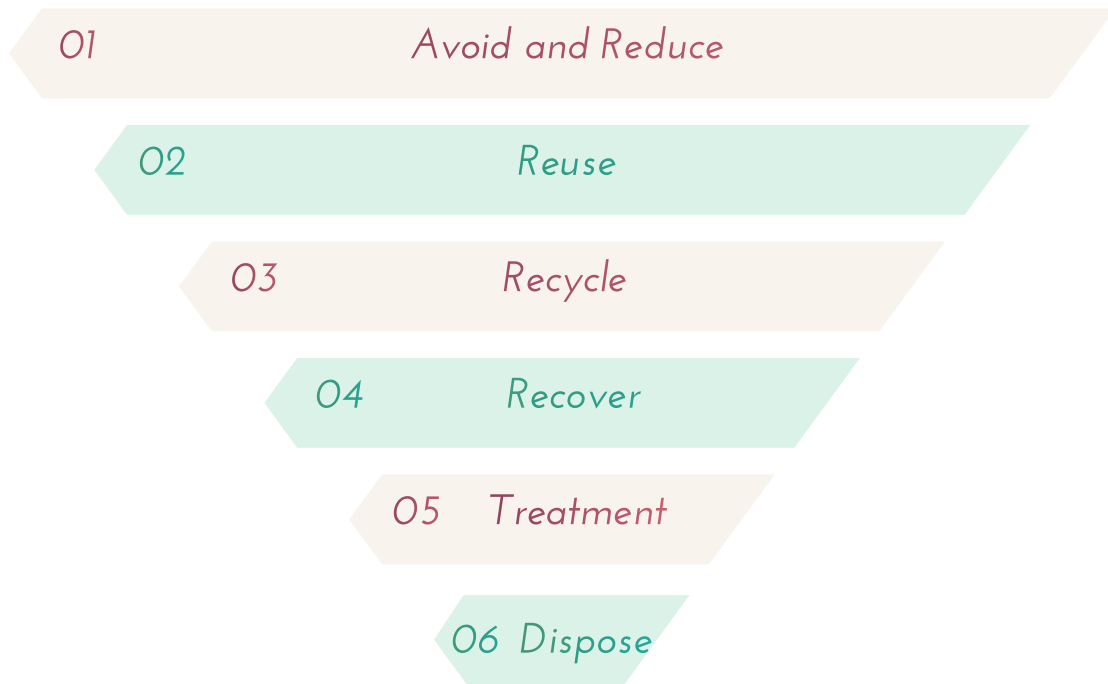 01 Avoid and Reduce
02 Reuse
03 Recycle
04 Recover
05 Treatment
06 Dispose